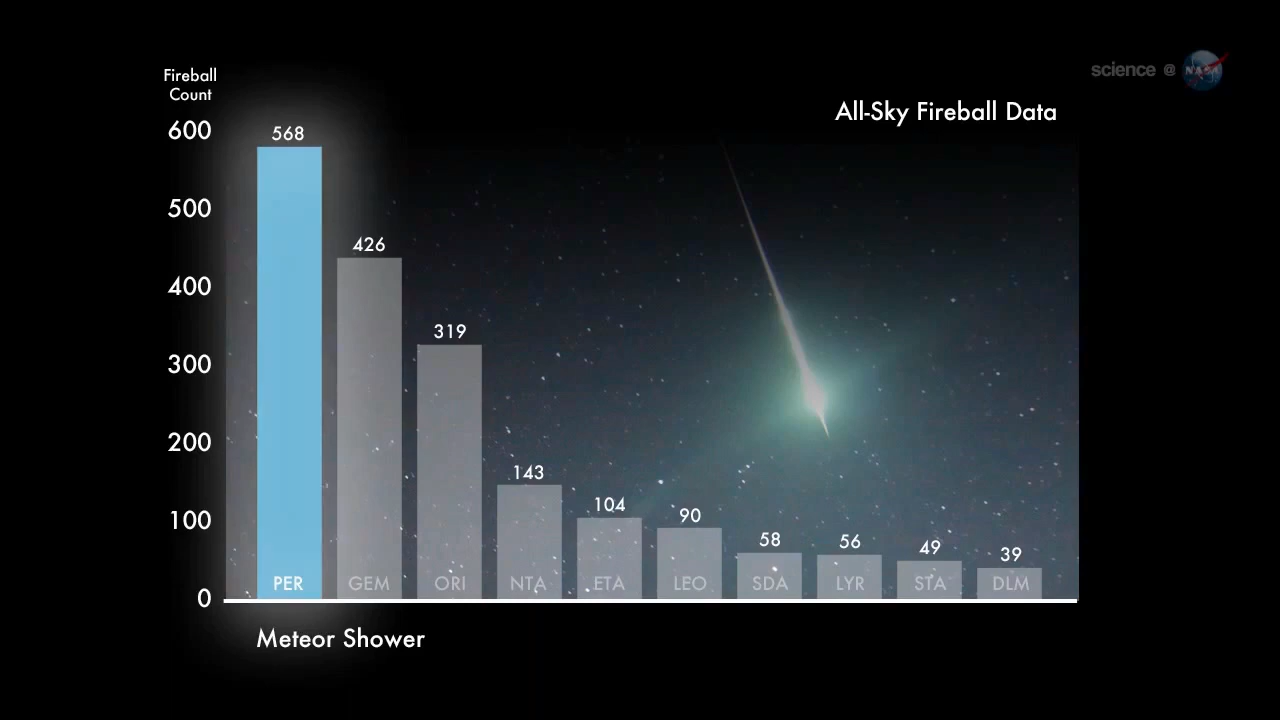 science @ NASA
All-Sky Fireball Data
Fireball
Count
600
500
400
300
200
100
0
568
426
319
143
104
90
58
56
49
39
PER
GEM
ORI
NTA
ETA
LEO
SDA
LYR
STA
DLM
Meteor Shower